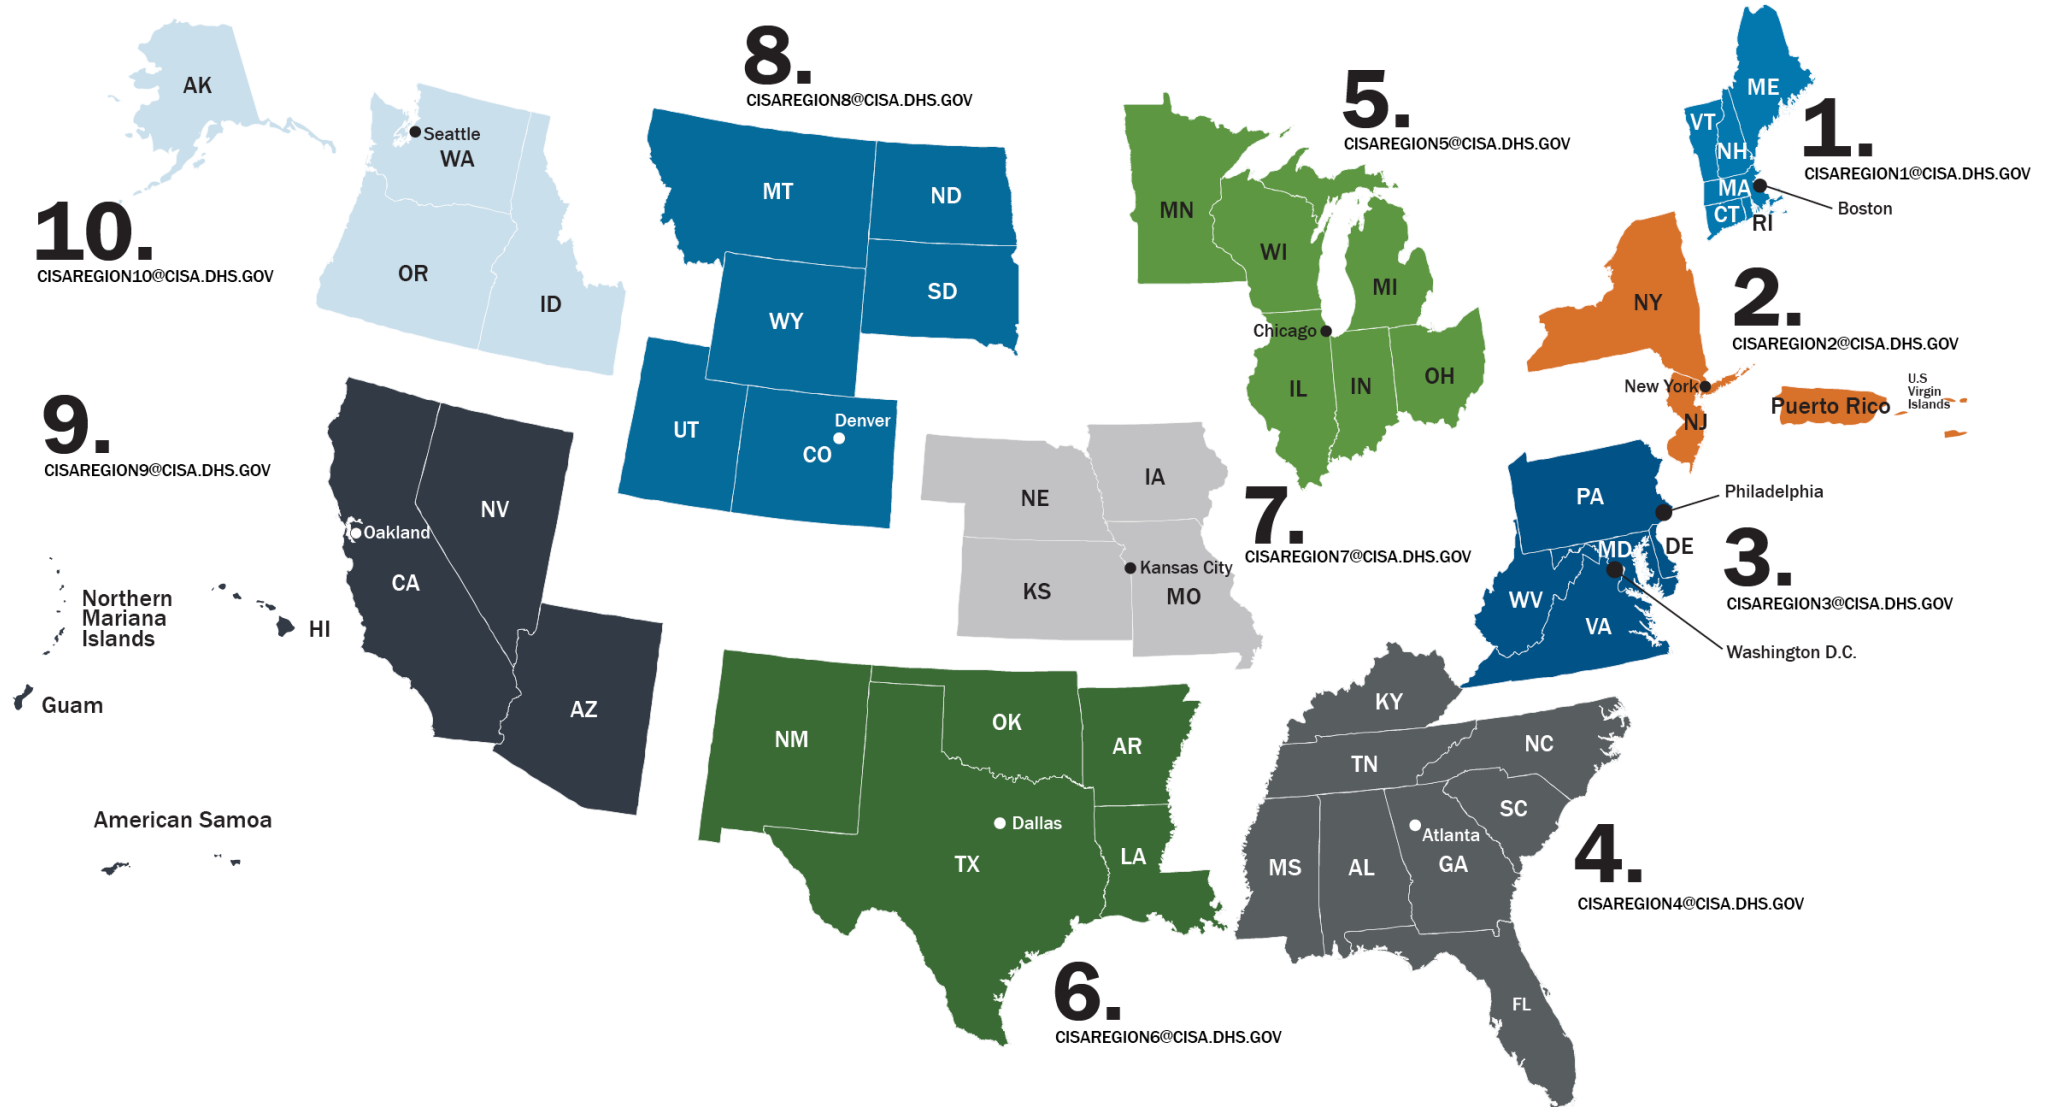 AK
Seattle
WA
OR
ID
10.
CISAREGION10@CISA.DHS.GOV
8.
CISAREGION8@CISA.DHS.GOV
MT
ND
SD
WY
UT
Denver
CO
5.
CISAREGION5@CISA.DHS.GOV
MN
WI
MI
Chicago
IL
IN
OH
1.
CISAREGION1@CISA.DHS.GOV
ME
VT
NH
MA
CT
RI
Boston
2.
CISAREGION2@CISA.DHS.GOV
NY
New York
NJ
Puerto Rico
U.S
Virgin
Islands
9.
CISAREGION9@CISA.DHS.GOV
NV
Oakland
CA
AZ
HI
Northern
Mariana
Islands
Guam
American Samoa
7.
CISAREGION7@CISA.DHS.GOV
NE
IA
KS
Kansas City
MO
3.
CISAREGION3@CISA.DHS.GOV
PA
Philadelphia
MD
DE
WV
VA
Washington D.C.
6.
CISAREGION6@CISA.DHS.GOV
NM
OK
AR
Dallas
TX
LA
4.
CISAREGION4@CISA.DHS.GOV
KY
TN
NC
SC
Atlanta
MS
AL
GA
FL